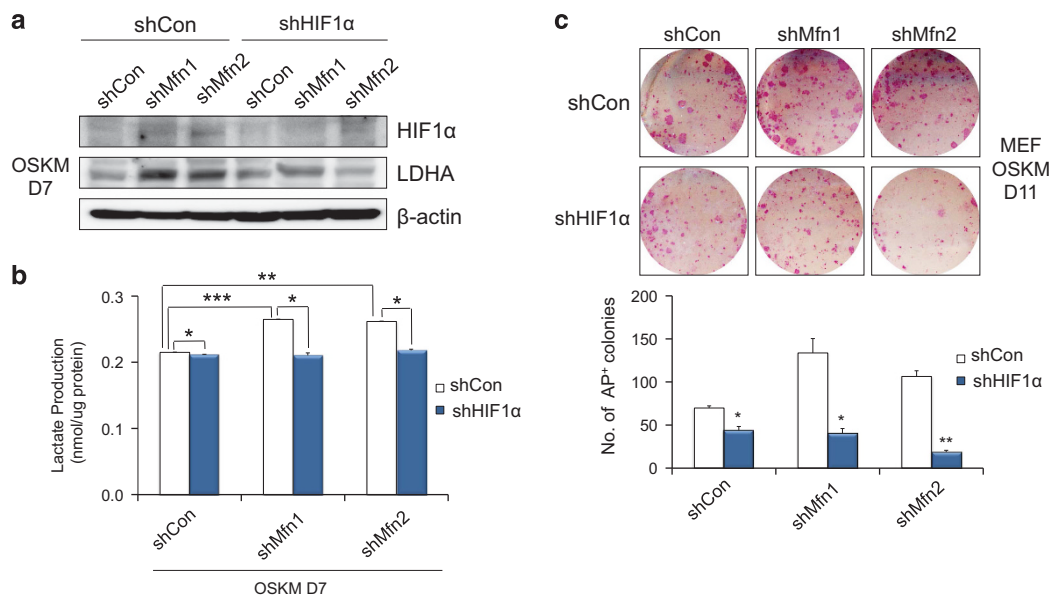 a
shCon shHIF1α
shCon shMfn1 shMfn2 shCon shMfn1 shMfn2
HIF1α
OSKM D7
LDHA
β-actin
b
Lactate Production
(nmol/ug protein)
0.3
0.2
0.1
0.0
** 
*** * *
*
shCon
shHIF1α
shCon shMfn1 shMfn2
OSKM D7
c
shCon shMfn1 shMfn2
shCon
shHIF1α
MEF
OSKM
D11
No. of AP⁺ colonies
200
150
100
50
0
* * **
shCon
shHIF1α
shCon shMfn1 shMfn2